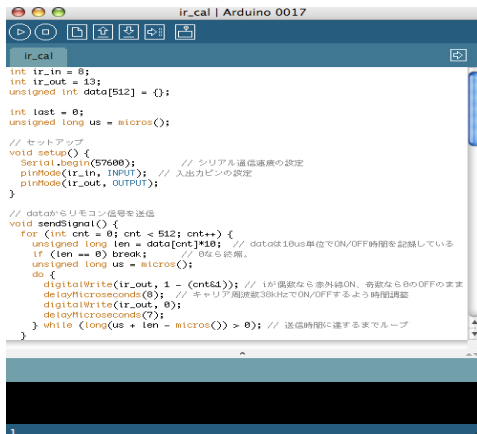 ir_cal | Arduino 0017
ir_cal
int ir_in = 8;
int ir_out = 13;
unsigned int data[512] = {};
int last = 0;
unsigned long us = micros();
// セットアップ
void setup() {
Serial.begin(57600); // シリアル通信速度の設定
pinMode(ir_in, INPUT); // 入出力ピンの設定
pinMode(ir_out, OUTPUT);
}
// dataからリモコン信号を送信
void sendSignal() {
for (int cnt = 0; cnt < 512; cnt++) {
unsigned long len = data[cnt]*10; // dataは10us単位でON/OFF時間を記録している
if (len == 0) break; // 0なら終端。
unsigned long us = micros();
do {
digitalWrite(ir_out, 1 - (cnt&1)); // iが偶数なら赤外線ON、奇数なら0のOFFのまま
delayMicroseconds(8); // キャリア周波数38kHzでON/OFFするよう時間調整
digitalWrite(ir_out, 0);
delayMicroseconds(7);
} while (long(us + len - micros()) > 0); // 送信時間に達するまでループ
}
1